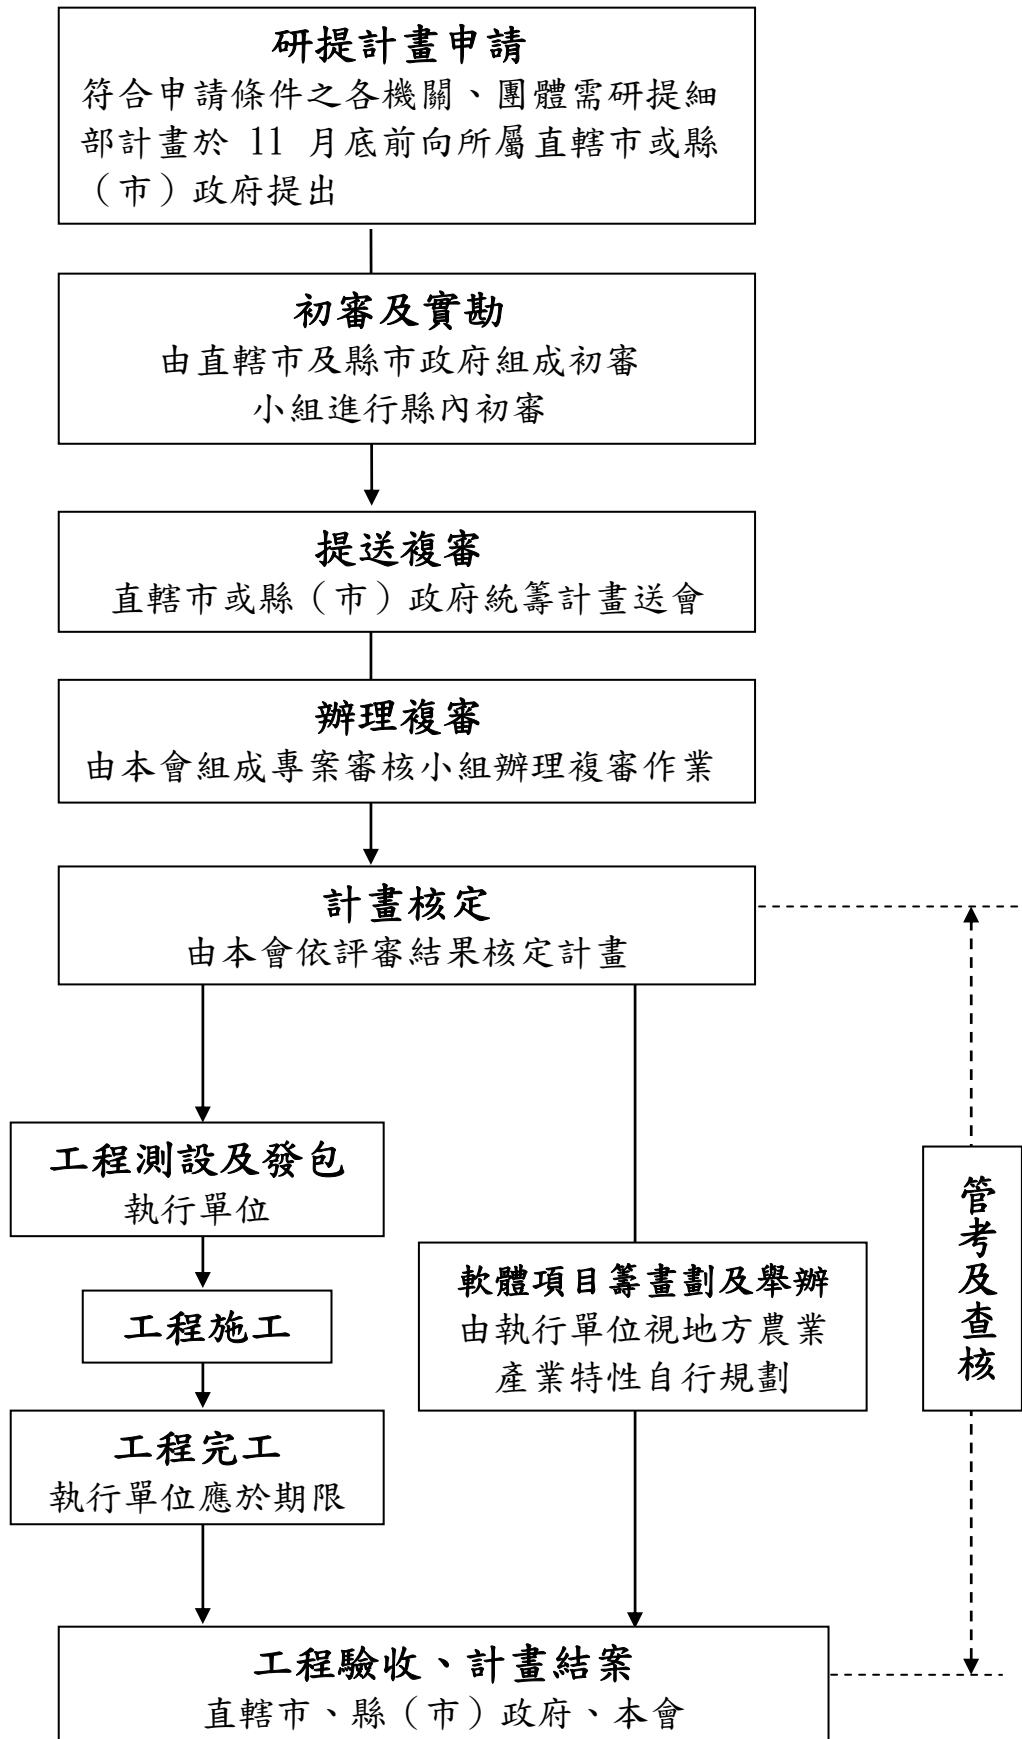 研提計畫申請
符合申請條件之各機關、團體需研提細
部計畫於 11 月底前向所屬直轄市或縣
（市）政府提出
初審及實勘
由直轄市及縣市政府組成初審
小組進行縣內初審
提送複審
直轄市或縣（市）政府統籌計畫送會
辦理複審
由本會組成專案審核小組辦理複審作業
計畫核定
由本會依評審結果核定計畫
工程測設及發包
執行單位
工程施工
工程完工
執行單位應於期限
軟體項目籌畫劃及舉辦
由執行單位視地方農業
產業特性自行規劃
管
考
及
查
核
工程驗收、計畫結案
直轄市、縣（市）政府、本會